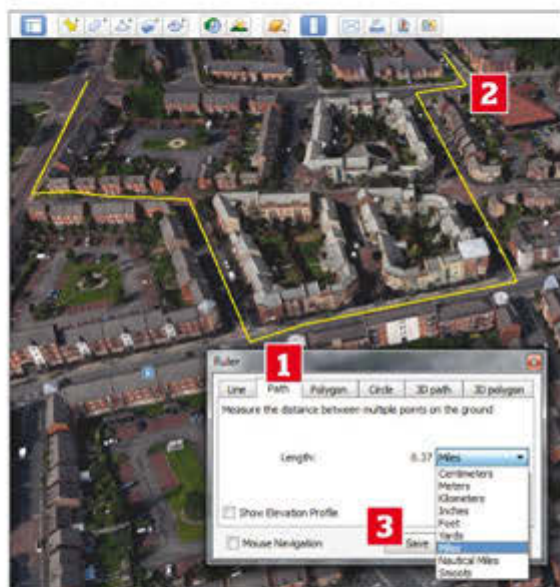 2
1
Ruler
Line Path Polygon Circle 3D path 3D polygon
Measure the distance between multiple points on the ground
Length: 0.37 Miles
Centimeters
Meters
Kilometers
Inches
Feet
Yards
Miles
Nautical Miles
Smoots
Show Elevation Profile
3
Mouse Navigation Save